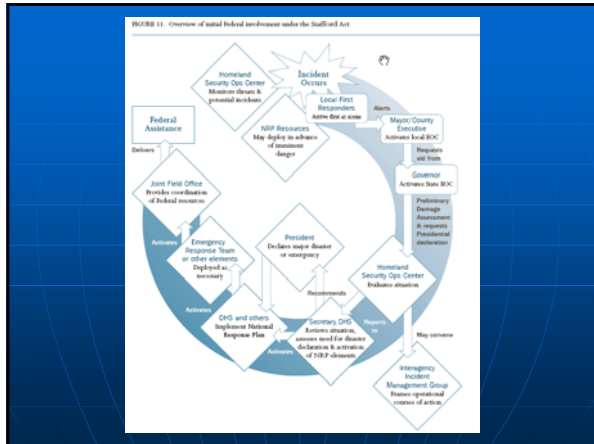 FIGURE 11. Overview of initial Federal involvement under the Stafford Act
Incident
Occurs
Homeland
Security Ops Center
Monitors threats &
potential incidents
Local First
Responders
Arrive first at scene
Alerts
Mayor/County
Executive
Activates local EOC
NRP Resources
May deploy in advance
of imminent
danger
Federal
Assistance
Delivers
Requests
aid from
Governor
Activates State EOC
Joint Field Office
Provides coordination
of Federal resources
Preliminary
Damage
Assessment
& requests
Presidential
declaration
Activates
Emergency
Response Team
or other elements
Deployed as
necessary
President
Declares major disaster
or emergency
Homeland
Security Ops Center
Evaluates situation
Activates
Recommends
DHS and others
Implement National
Response Plan
Secretary, DHS
Reviews situation,
assesses need for disaster
declaration & activation
of NRP elements
Reports
to
Activates
May convene
Interagency
Incident
Management Group
Frames operational
courses of action